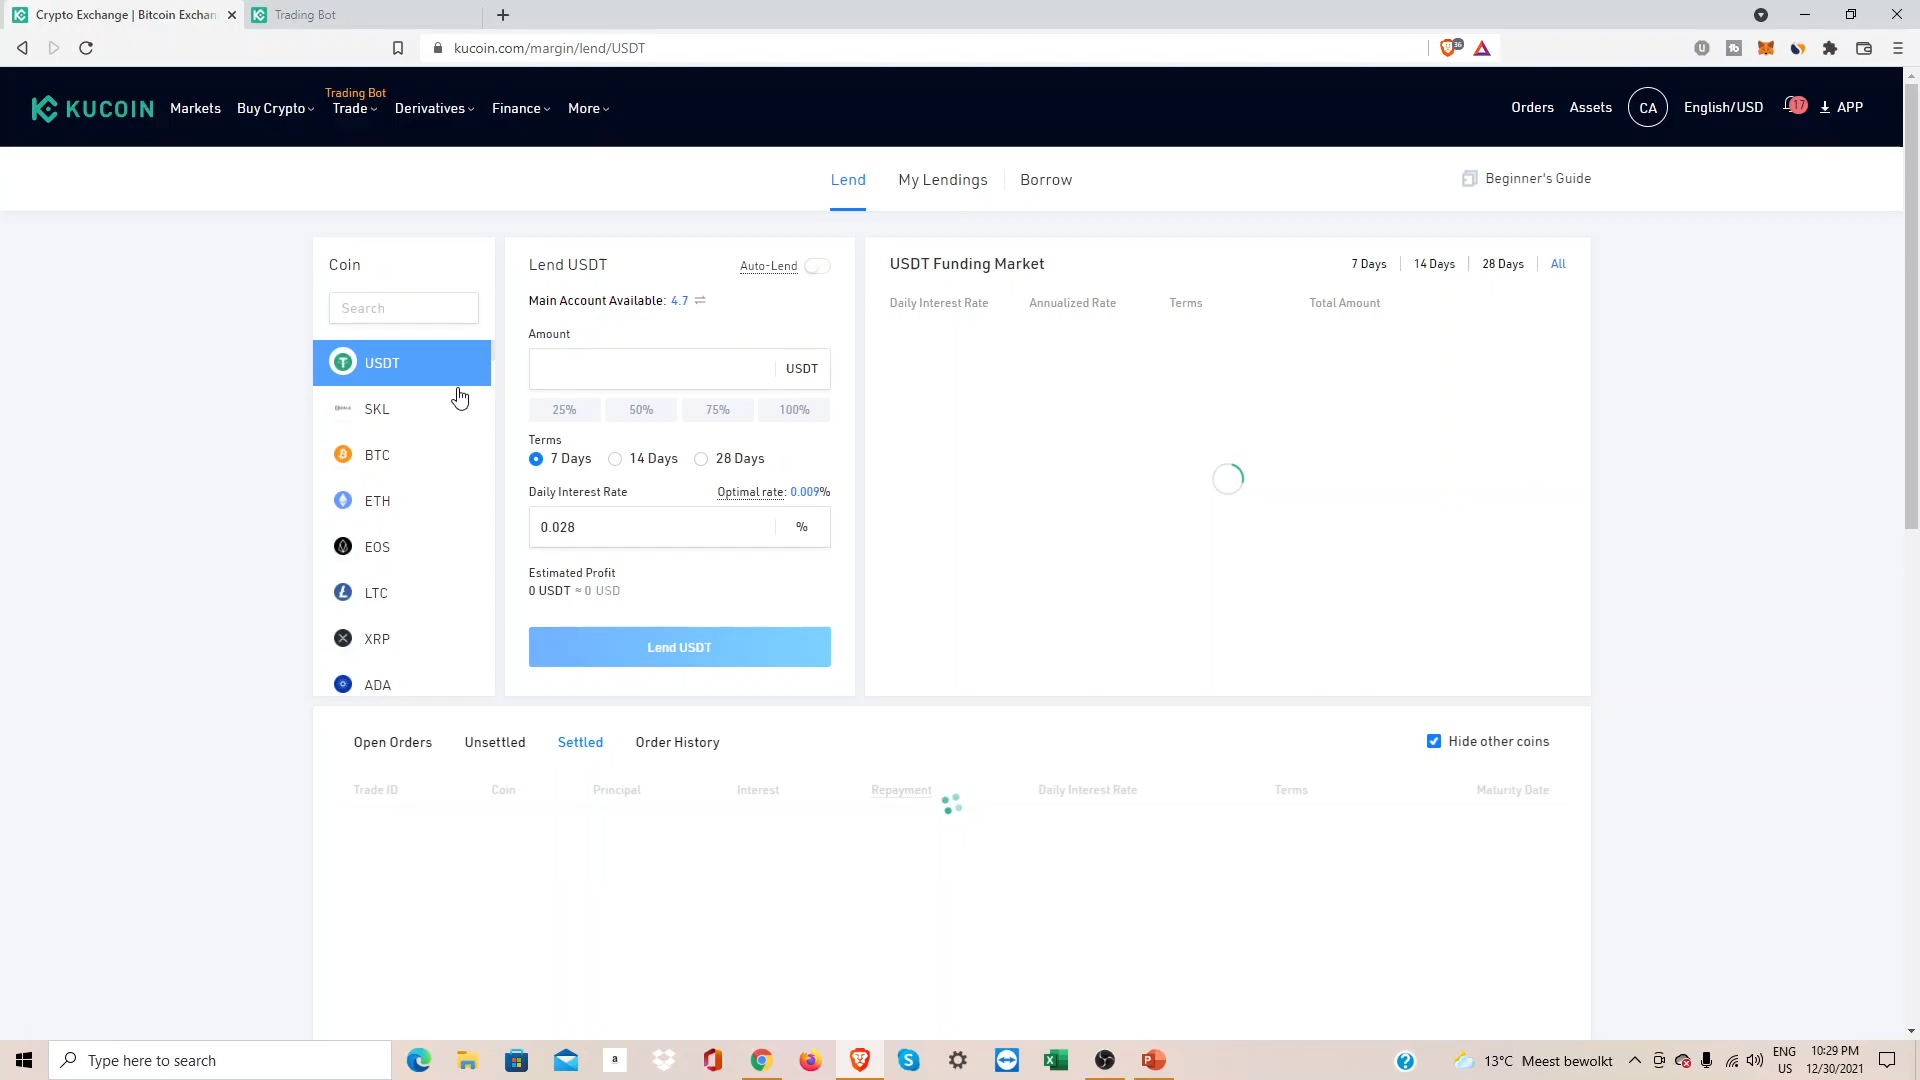 Crypto Exchange | Bitcoin Exchan
Trading Bot
kucoin.com/margin/lend/USDT
36
KUCOIN
Markets
Buy Crypto
Trading Bot
Trade
Derivatives
Finance
More
Orders
Assets
CA
English/USD
17
APP
Lend
My Lendings
Borrow
Beginner's Guide
Coin
Search
USDT
SKL
BTC
ETH
EOS
LTC
XRP
ADA
Lend USDT
Auto-Lend
Main Account Available: 4.7
Amount
USDT
25%
50%
75%
100%
Terms
7 Days
14 Days
28 Days
Daily Interest Rate
Optimal rate: 0.009%
0.028
%
Estimated Profit
0 USDT ≈ 0 USD
Lend USDT
USDT Funding Market
7 Days
14 Days
28 Days
All
Daily Interest Rate
Annualized Rate
Terms
Total Amount
Open Orders
Unsettled
Settled
Order History
Hide other coins
Trade ID
Coin
Principal
Interest
Repayment
Daily Interest Rate
Terms
Maturity Date
Type here to search
13°C Meest bewolkt
ENG
US
10:29 PM
12/30/2021